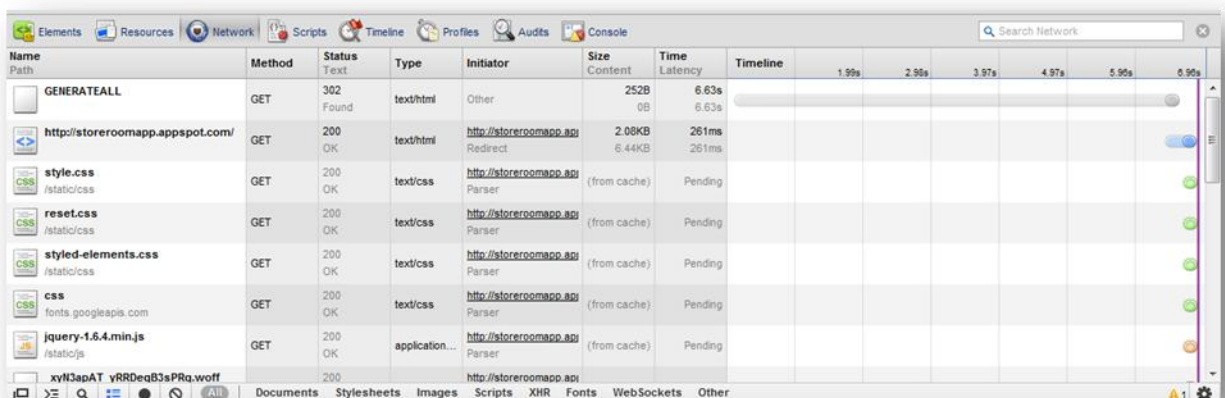 Elements Resources Network Scripts Timeline Profiles Audits Console Search Network
Name Method Status Type Initiator Size Time Timeline 1.99s 2.98s 3.97s 4.97s 5.96s 6.96s
Path Text Content Latency
GENERATEALL GET 302 text/html Other 252B 6.63s
Found 0B 6.63s
http://storeroomapp.appspot.com/ GET 200 text/html http://storeroomapp.app 2.08KB 261ms
OK Redirect 6.44KB 261ms
style.css GET 200 text/css http://storeroomapp.app (from cache) Pending
/static/css OK Parser
reset.css GET 200 text/css http://storeroomapp.app (from cache) Pending
/static/css OK Parser
styled-elements.css GET 200 text/css http://storeroomapp.app (from cache) Pending
/static/css OK Parser
css GET 200 text/css http://storeroomapp.app (from cache) Pending
fonts.googleapis.com OK Parser
jquery-1.6.4.min.js GET 200 application... http://storeroomapp.app (from cache) Pending
/static/js OK Parser
200 http://storeroomapp.app
All Documents Stylesheets Images Scripts XHR Fonts WebSockets Other 1